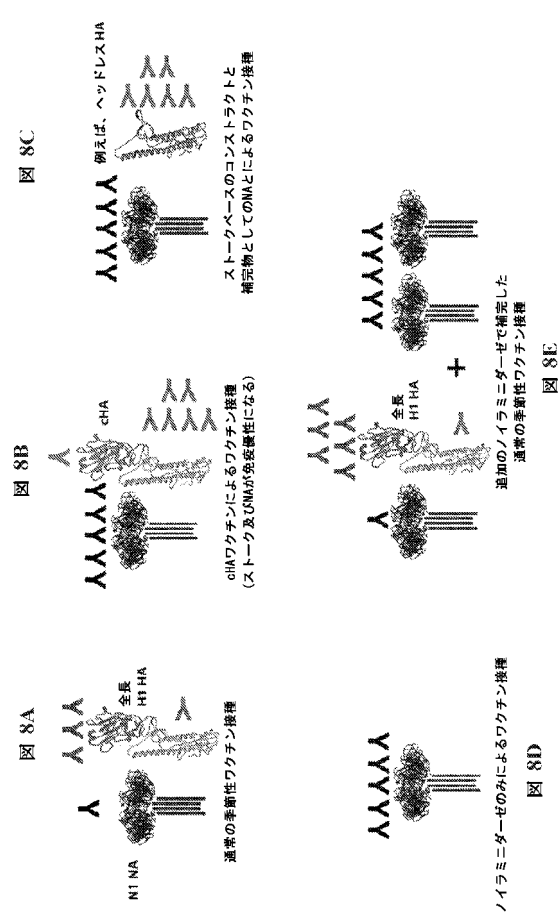 図 8A
N1 NA
全長
H1 HA
通常の季節性ワクチン接種
図 8B
cHA
cHAワクチンによるワクチン接種
(ストーク及びNAが免疫優性になる)
図 8C
例えば、ヘッドレスHA
ストークベースのコンストラクトと
補完物としてのNAとによるワクチン接種
ノイラミニダーゼのみによるワクチン接種
図 8D
全長
H1 HA
+
追加のノイラミニダーゼで補完した
通常の季節性ワクチン接種
図 8E